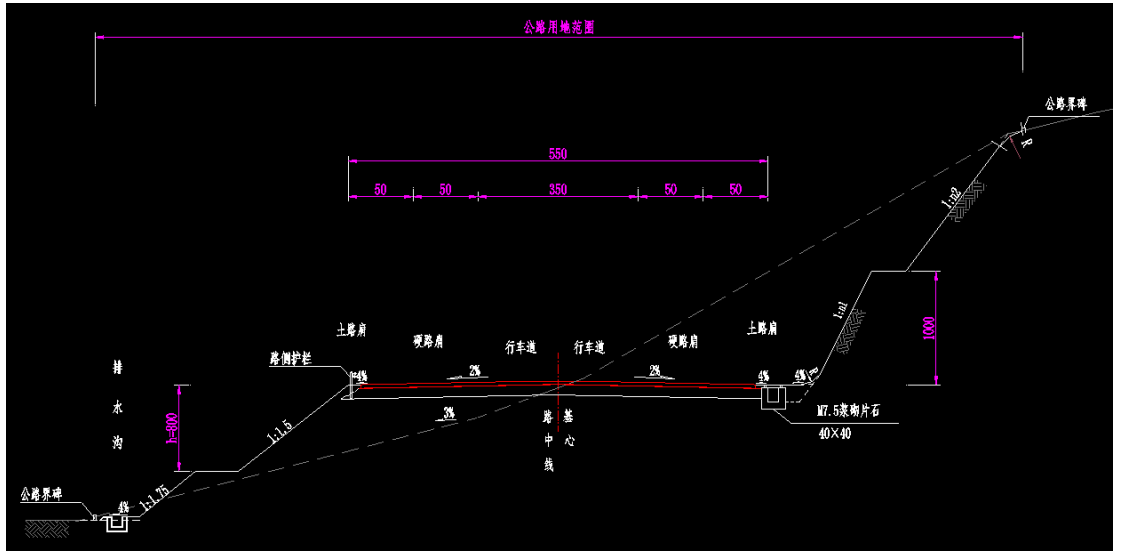 公路用地范围
公路界碑
R
550
50 50 350 50 50
1:n2
1:n1
1000
土路肩 硬路肩 行车道 行车道 硬路肩 土路肩
路侧护栏
4% 2% 2% 4% 4% R
排水沟
h=800
1:1.5
3%
路基中心线
M7.5浆砌片石
40×40
公路界碑
4%
1:1.75